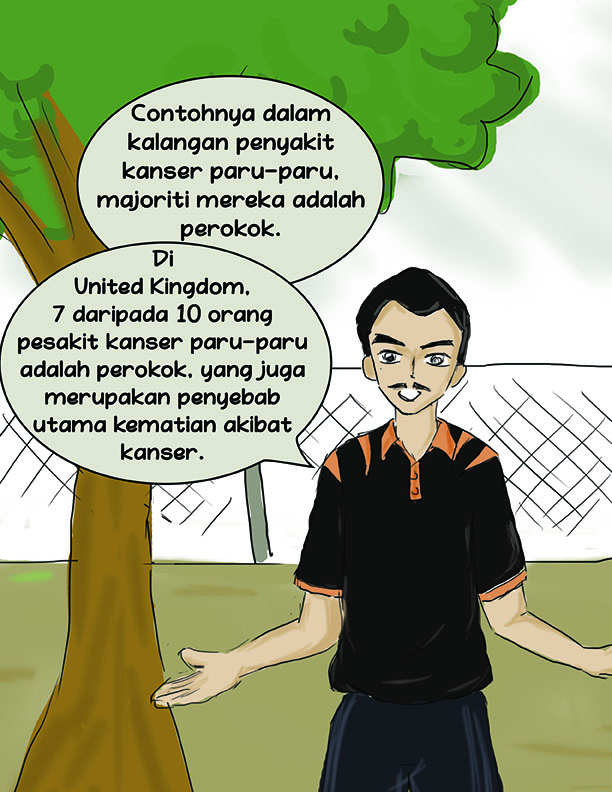 Contohnya dalam
kalangan penyakit
kanser paru-paru,
majoriti mereka adalah
perokok.
Di
United Kingdom,
7 daripada 10 orang
pesakit kanser paru-paru
adalah perokok, yang juga
merupakan penyebab
utama kematian akibat
kanser.